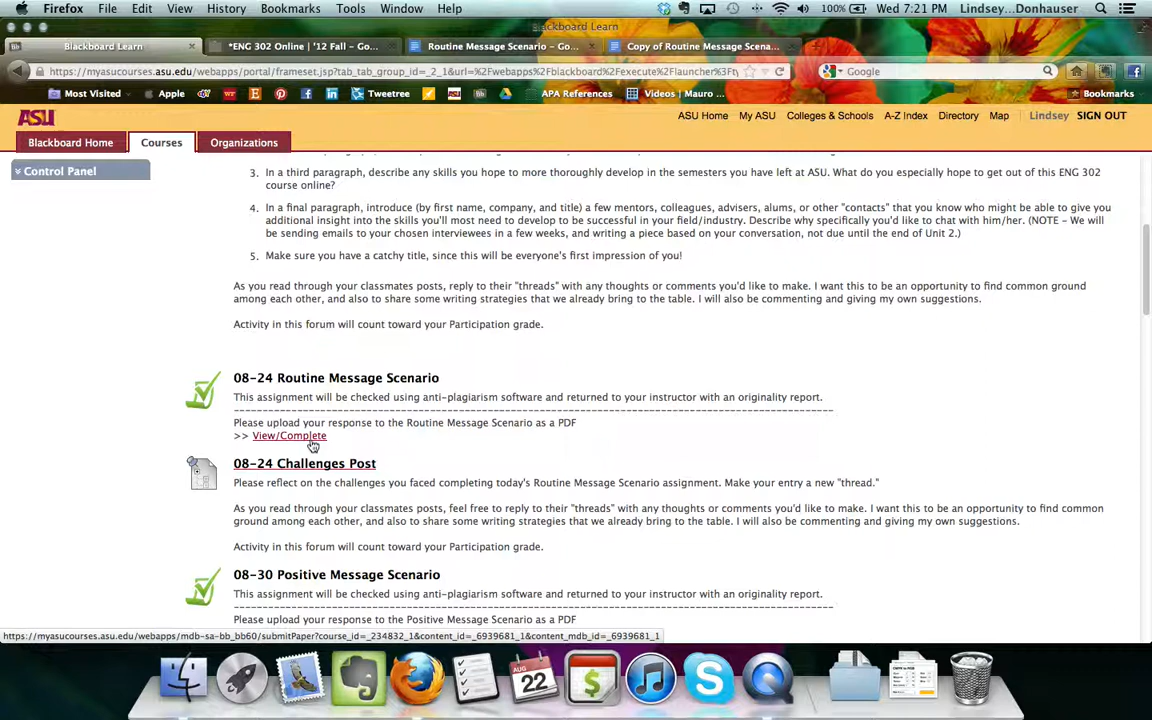 Firefox File Edit View History Bookmarks Tools Window Help 100% Wed 7:21 PM Lindsey...Donhauser
Blackboard Learn
Blackboard Learn *ENG 302 Online | '12 Fall - Go... Routine Message Scenario - Go... Copy of Routine Message Scena...
https://myasucourses.asu.edu/webapps/portal/frameset.jsp?tab_tab_group_id=_2_1&url=%2Fwebapps%2Fblackboard%2Fexecute%2Flauncher%3Fty Google
Most Visited Apple Tweetree APA References Videos | Mauro ... Bookmarks
ASU ASU Home My ASU Colleges & Schools A-Z Index Directory Map Lindsey SIGN OUT
Blackboard Home Courses Organizations
Control Panel
3. In a third paragraph, describe any skills you hope to more thoroughly develop in the semesters you have left at ASU. What do you especially hope to get out of this ENG 302
course online?
4. In a final paragraph, introduce (by first name, company, and title) a few mentors, colleagues, advisers, alums, or other "contacts" that you know who might be able to give you
additional insight into the skills you'll most need to develop to be successful in your field/industry. Describe why specifically you'd like to chat with him/her. (NOTE - We will
be sending emails to your chosen interviewees in a few weeks, and writing a piece based on your conversation, not due until the end of Unit 2.)
5. Make sure you have a catchy title, since this will be everyone's first impression of you!
As you read through your classmates posts, reply to their "threads" with any thoughts or comments you'd like to make. I want this to be an opportunity to find common ground
among each other, and also to share some writing strategies that we already bring to the table. I will also be commenting and giving my own suggestions.
Activity in this forum will count toward your Participation grade.
08-24 Routine Message Scenario
This assignment will be checked using anti-plagiarism software and returned to your instructor with an originality report.
Please upload your response to the Routine Message Scenario as a PDF
>> View/Complete
08-24 Challenges Post
Please reflect on the challenges you faced completing today's Routine Message Scenario assignment. Make your entry a new "thread."
As you read through your classmates posts, feel free to reply to their "threads" with any thoughts or comments you'd like to make. I want this to be an opportunity to find common
ground among each other, and also to share some writing strategies that we already bring to the table. I will also be commenting and giving my own suggestions.
Activity in this forum will count toward your Participation grade.
08-30 Positive Message Scenario
This assignment will be checked using anti-plagiarism software and returned to your instructor with an originality report.
Please upload your response to the Positive Message Scenario as a PDF
https://myasucourses.asu.edu/webapps/mdb-sa-bb_bb60/submitPaper?course_id=_234832_1&content_id=_6939681_1&content_mdb_id=_6939681_1
AUG
22